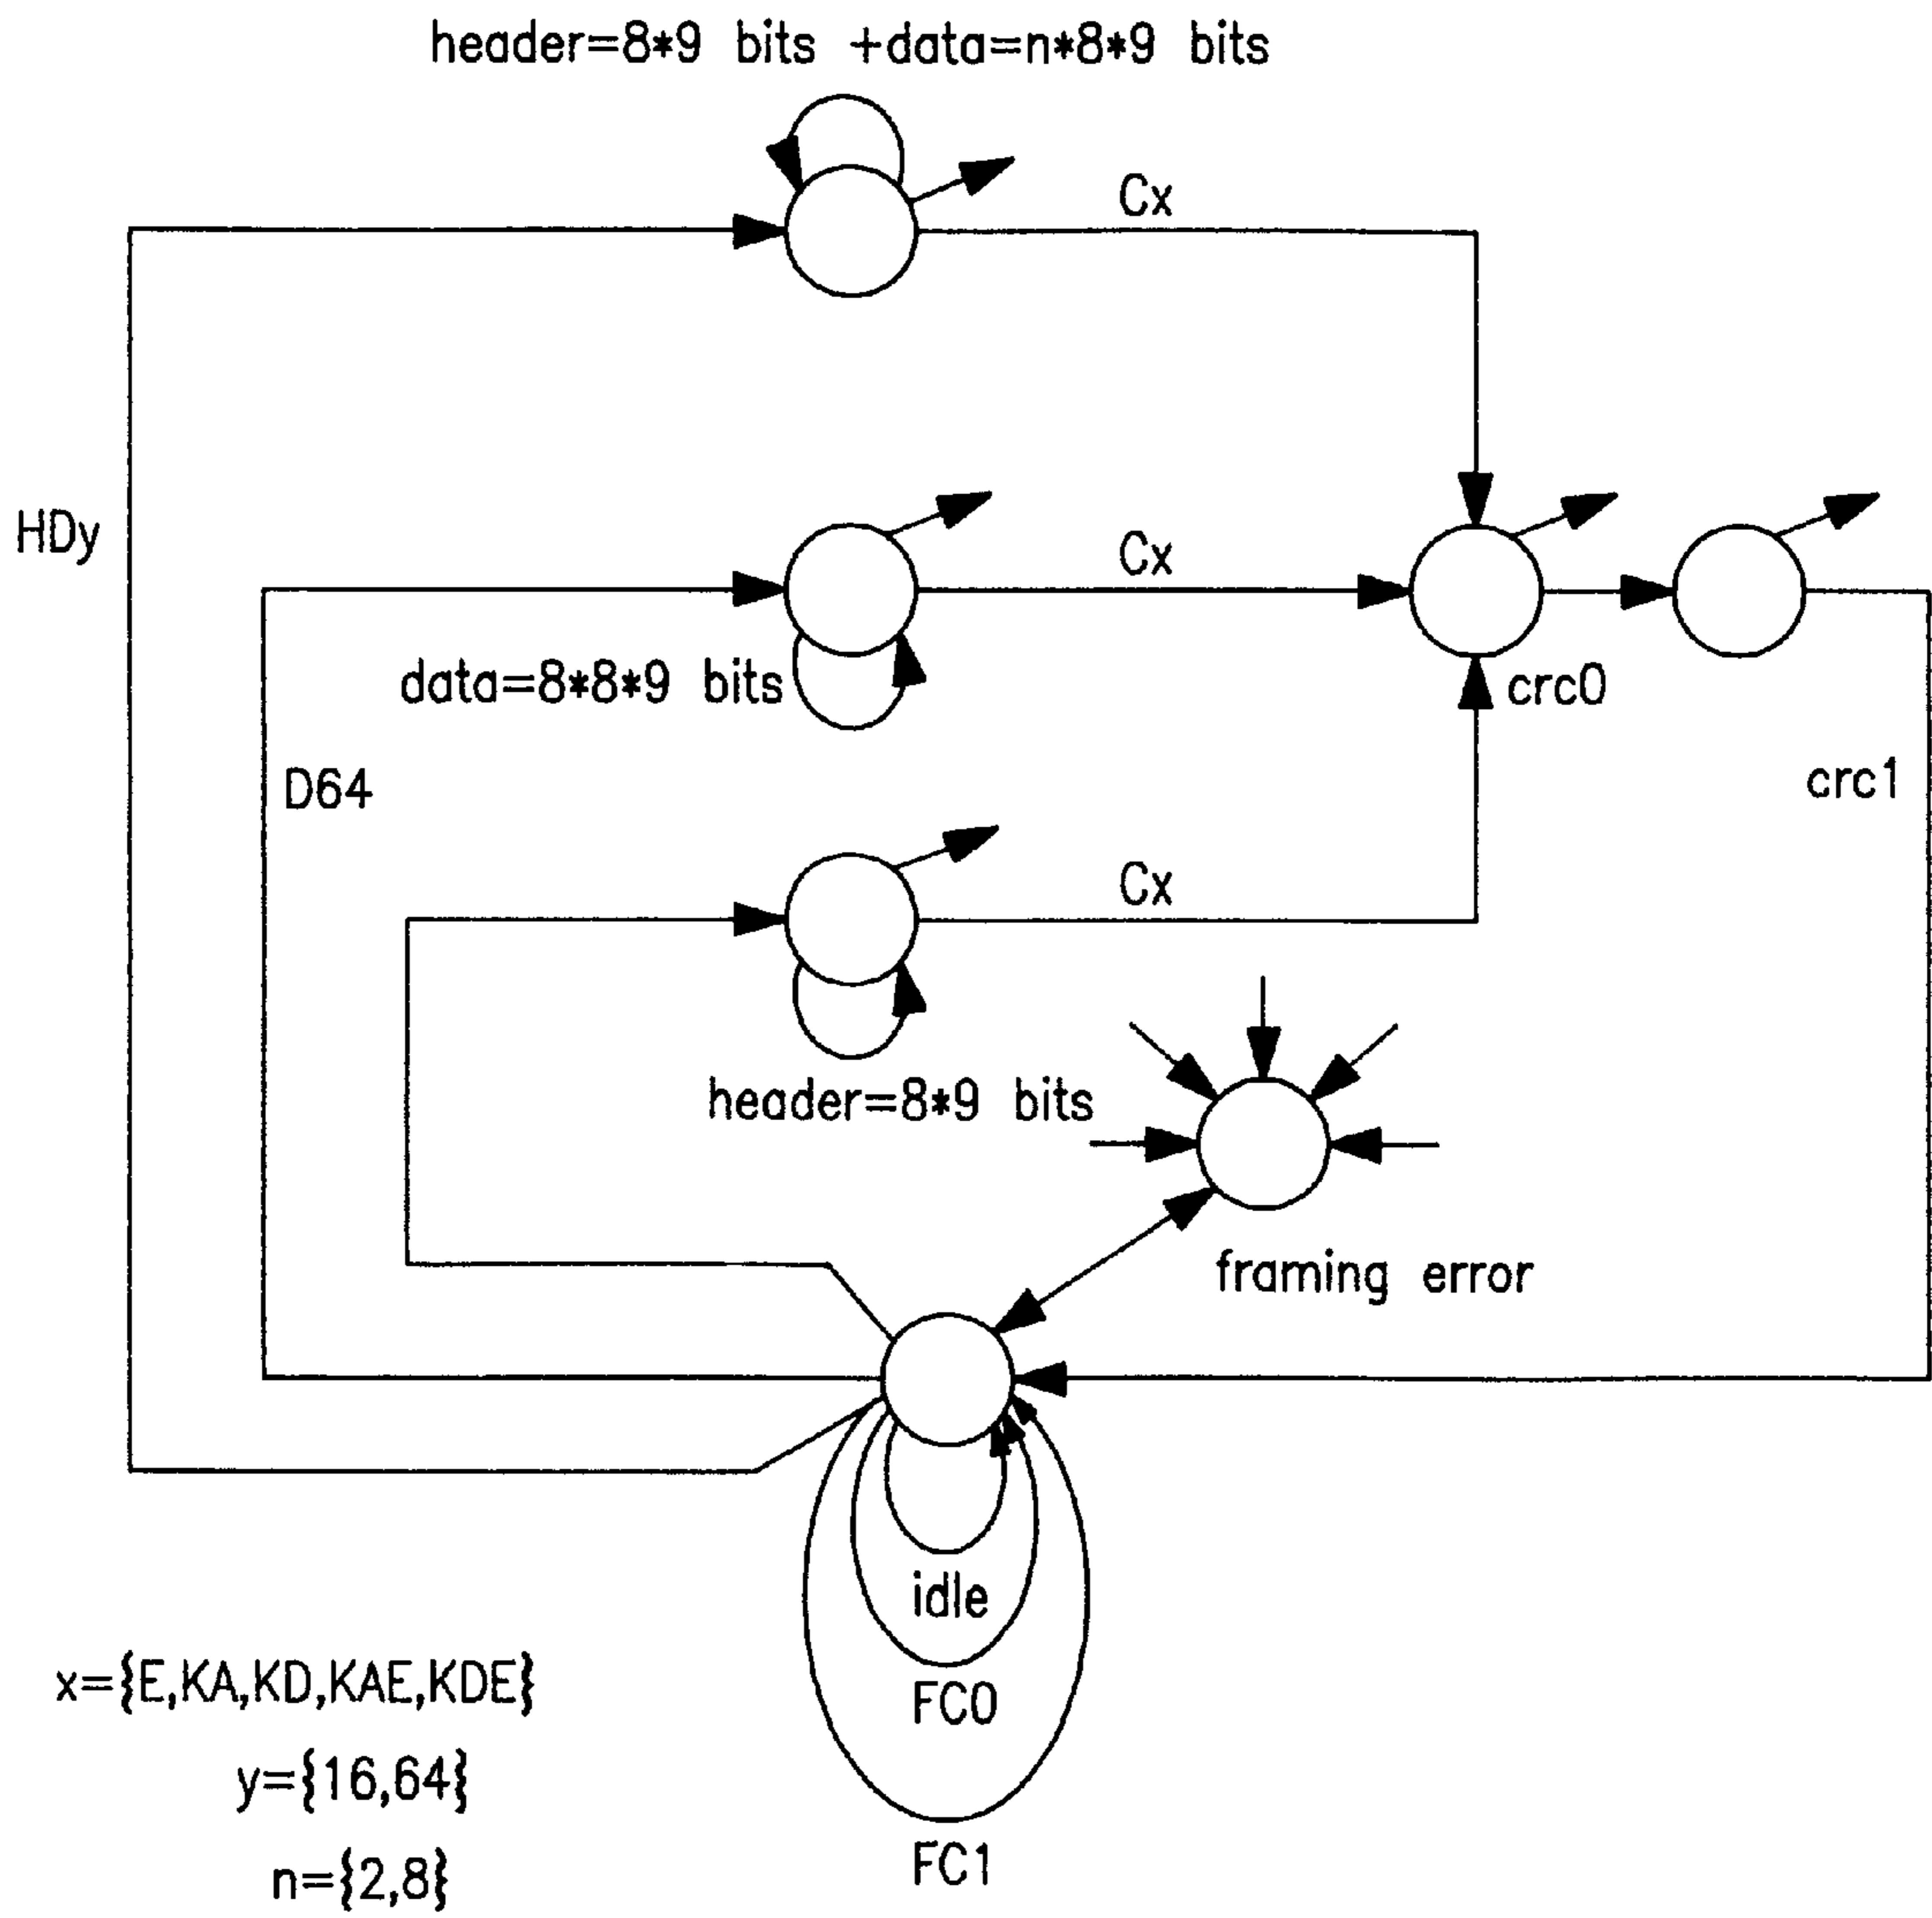 header=8*9 bits +data=n*8*9 bits
Cx
HDy
Cx
data=8*8*9 bits
crc0
D64
crc1
Cx
header=8*9 bits
framing error
idle
x={E,KA,KD,KAE,KDE}
FC0
y={16,64}
FC1
n={2,8}